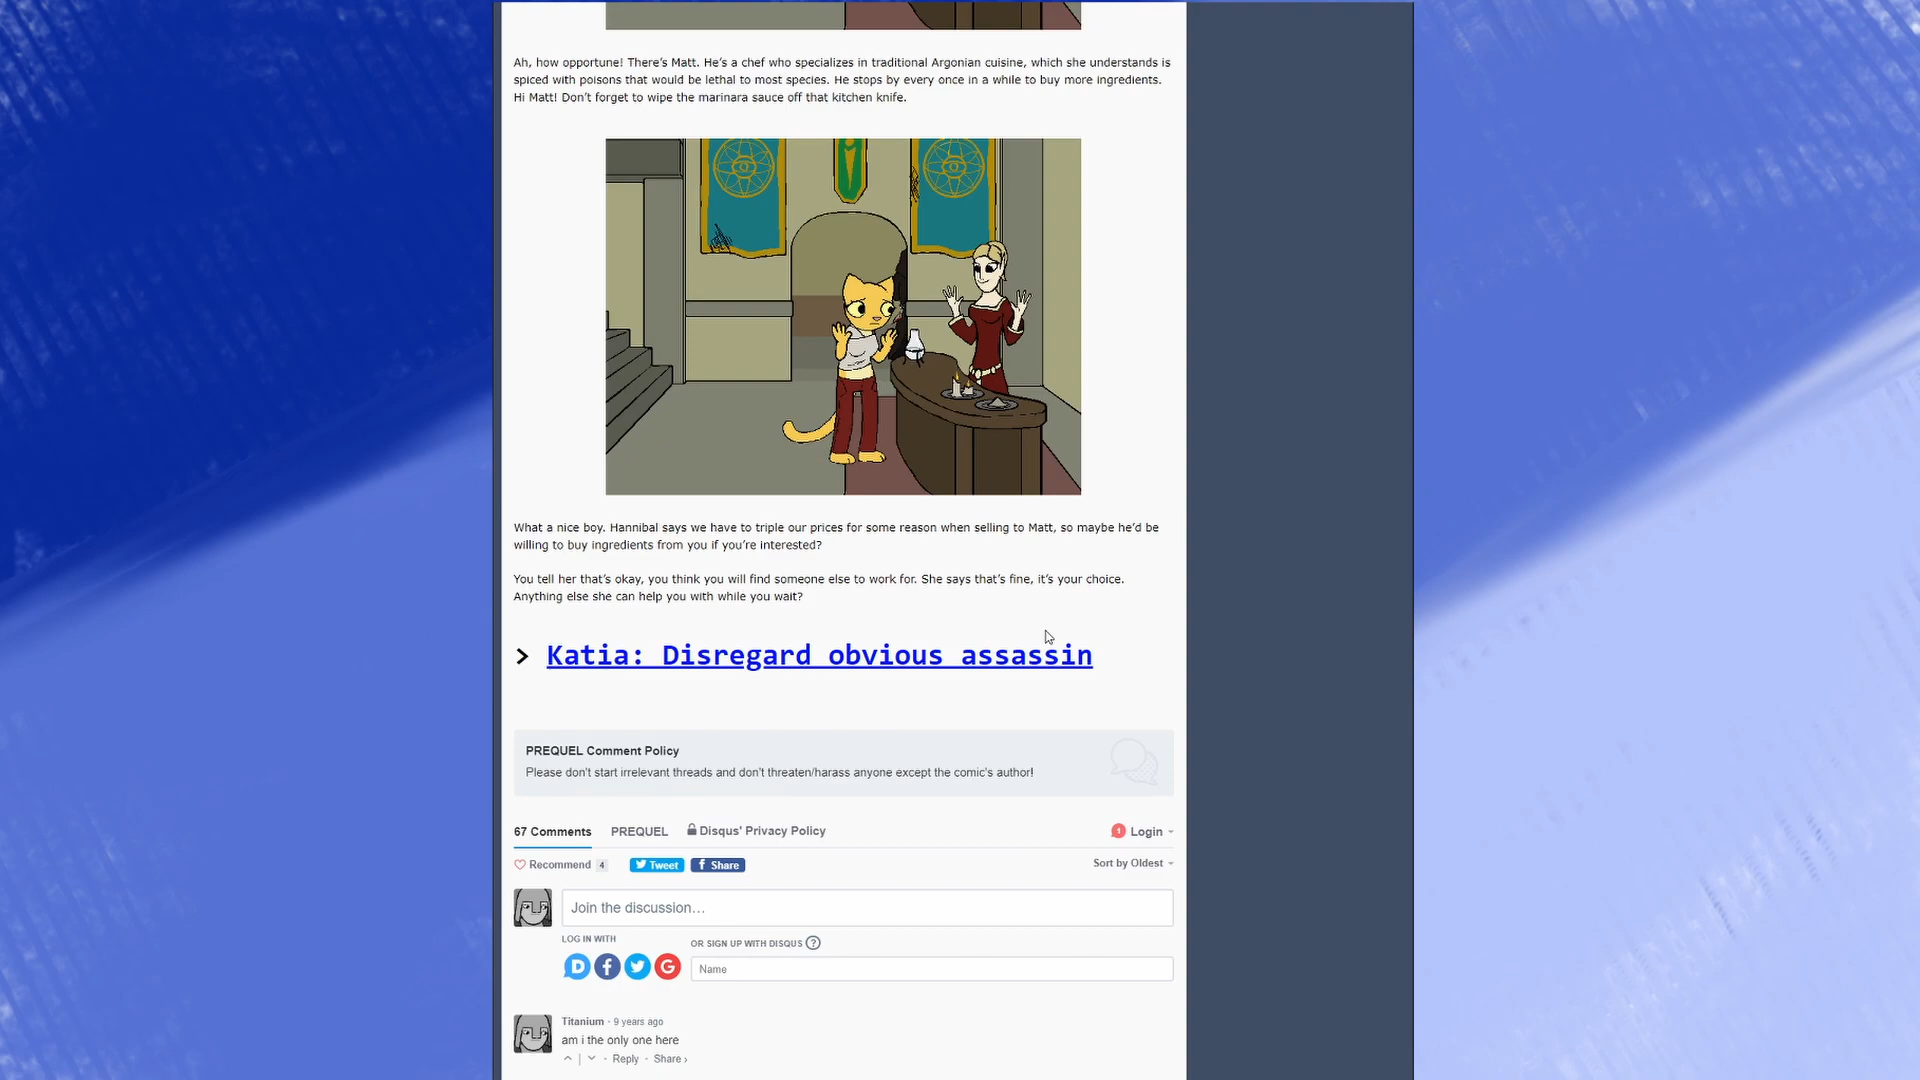 Ah, how opportune! There's Matt. He's a chef who specializes in traditional Argonian cuisine, which she understands is
spiced with poisons that would be lethal to most species. He stops by every once in a while to buy more ingredients.
Hi Matt! Don't forget to wipe the marinara sauce off that kitchen knife.
What a nice boy. Hannibal says we have to triple our prices for some reason when selling to Matt, so maybe he'd be
willing to buy ingredients from you if you're interested?
You tell her that's okay, you think you will find someone else to work for. She says that's fine, it's your choice.
Anything else she can help you with while you wait?
> Katia: Disregard obvious assassin
PREQUEL Comment Policy
Please don't start irrelevant threads and don't threaten/harass anyone except the comic's author!
67 Comments PREQUEL Disqus' Privacy Policy 1 Login
Recommend 4 Tweet f Share Sort by Oldest
Join the discussion...
LOG IN WITH
OR SIGN UP WITH DISQUS ?
D f G Name
Titanium · 9 years ago
am i the only one here
Reply · Share ›